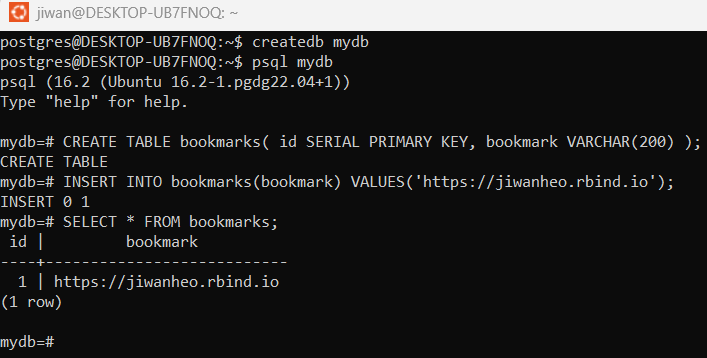 jiwan@DESKTOP-UB7FNOQ: ~
postgres@DESKTOP-UB7FNOQ:~$ createdb mydb
postgres@DESKTOP-UB7FNOQ:~$ psql mydb
psql (16.2 (Ubuntu 16.2-1.pgdg22.04+1))
Type "help" for help.
mydb=# CREATE TABLE bookmarks( id SERIAL PRIMARY KEY, bookmark VARCHAR(200) );
CREATE TABLE
mydb=# INSERT INTO bookmarks(bookmark) VALUES('https://jiwanheo.rbind.io');
INSERT 0 1
mydb=# SELECT * FROM bookmarks;
 id |         bookmark
----+---------------------------
  1 | https://jiwanheo.rbind.io
(1 row)
mydb=#